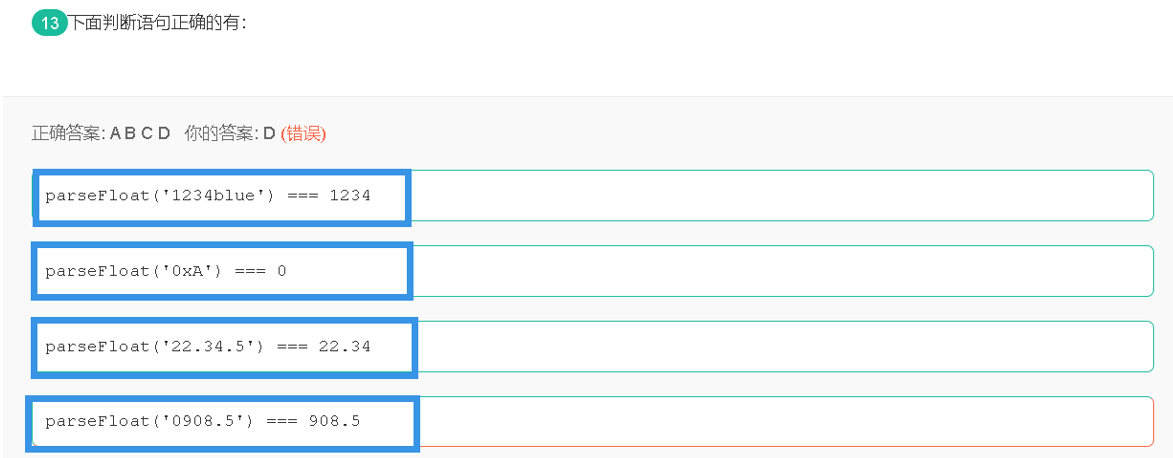 13 下面判断语句正确的有:
正确答案: A B C D 你的答案: D (错误)
parseFloat('1234blue') === 1234
parseFloat('0xA') === 0
parseFloat('22.34.5') === 22.34
parseFloat('0908.5') === 908.5